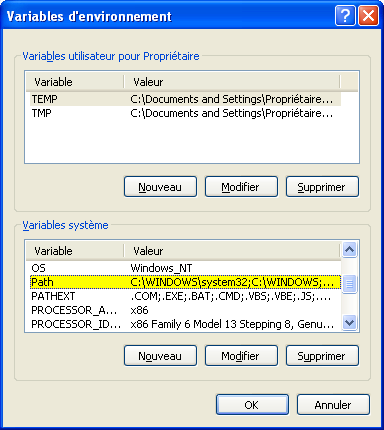 Variables d'environnement
Variables utilisateur pour Propriétaire
Variable Valeur
TEMP C:\Documents and Settings\Propriétaire...
TMP C:\Documents and Settings\Propriétaire...
Nouveau Modifier Supprimer
Variables système
Variable Valeur
OS Windows_NT
Path C:\WINDOWS\system32;C:\WINDOWS;...
PATHEXT .COM;.EXE;.BAT;.CMD;.VBS;.VBE;.JS;...
PROCESSOR_A... x86
PROCESSOR_ID... x86 Family 6 Model 13 Stepping 8, Genu...
Nouveau Modifier Supprimer
OK Annuler